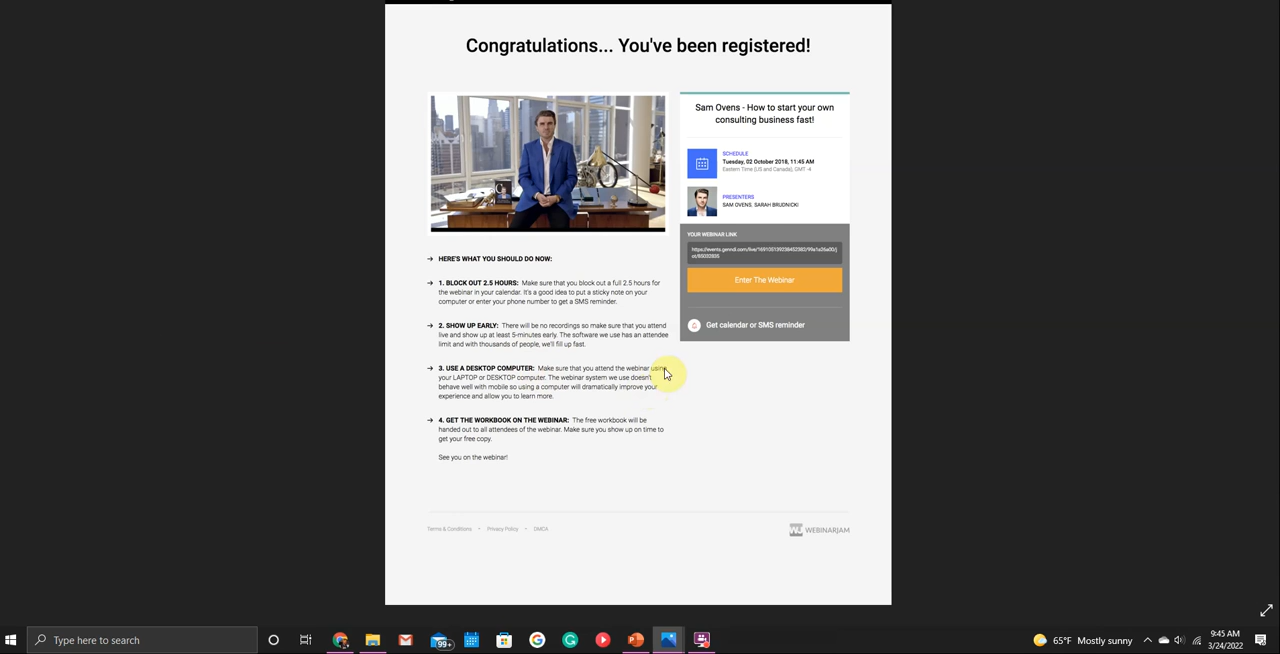 Congratulations... You've been registered!
Sam Ovens - How to start your own
consulting business fast!
SCHEDULE
Tuesday, 02 October 2018, 11:45 AM
Eastern Time (US and Canada), GMT -4
PRESENTERS
SAM OVENS, SARAH BRUDNICKI
YOUR WEBINAR LINK
Enter The Webinar
Get calendar or SMS reminder
HERE'S WHAT YOU SHOULD DO NOW:
1. BLOCK OUT 2.5 HOURS: Make sure that you block out a full 2.5 hours for
the webinar in your calendar. It's a good idea to put a sticky note on your
computer or enter your phone number to get a SMS reminder.
2. SHOW UP EARLY: There will be no recordings so make sure that you attend
live and show up at least 5-minutes early. The software we use has an attendee
limit and with thousands of people, we'll fill up fast.
3. USE A DESKTOP COMPUTER: Make sure that you attend the webinar using
your LAPTOP or DESKTOP computer. The webinar system we use doesn't
behave well with mobile so using a computer will dramatically improve your
experience and allow you to learn more.
4. GET THE WORKBOOK ON THE WEBINAR: The free workbook will be
handed out to all attendees of the webinar. Make sure you show up on time to
get your free copy.
See you on the webinar!
Terms & Conditions • Privacy Policy • DMCA
WEBINARJAM
Type here to search
99+
65°F Mostly sunny
9:45 AM
3/24/2022